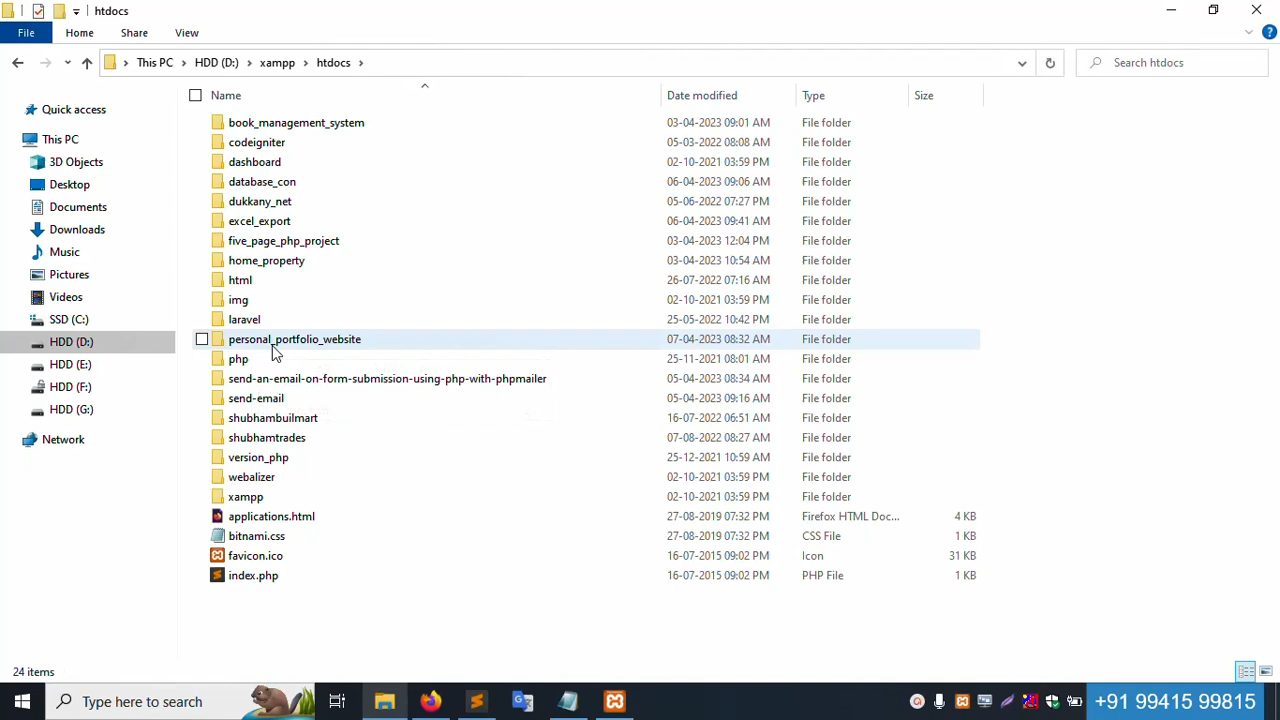 htdocs
File Home Share View
This PC HDD (D:) xampp htdocs Search htdocs
Name Date modified Type Size
Quick access
This PC
3D Objects
Desktop
Documents
Downloads
Music
Pictures
Videos
SSD (C:)
HDD (D:)
HDD (E:)
HDD (F:)
HDD (G:)
Network
book_management_system 03-04-2023 09:01 AM File folder
codeigniter 05-03-2022 08:08 AM File folder
dashboard 02-10-2021 03:59 PM File folder
database_con 06-04-2023 09:06 AM File folder
dukkany_net 05-06-2022 07:27 PM File folder
excel_export 06-04-2023 09:41 AM File folder
five_page_php_project 03-04-2023 12:04 PM File folder
home_property 03-04-2023 10:54 AM File folder
html 26-07-2022 07:16 AM File folder
img 02-10-2021 03:59 PM File folder
laravel 25-05-2022 10:42 PM File folder
personal_portfolio_website 07-04-2023 08:32 AM File folder
php 25-11-2021 08:01 AM File folder
send-an-email-on-form-submission-using-php-with-phpmailer 05-04-2023 08:34 AM File folder
send-email 05-04-2023 09:16 AM File folder
shubhambuilmart 16-07-2022 06:51 AM File folder
shubhamtrades 07-08-2022 08:27 AM File folder
version_php 25-12-2021 10:59 AM File folder
webalizer 02-10-2021 03:59 PM File folder
xampp 02-10-2021 03:59 PM File folder
applications.html 27-08-2019 07:32 PM Firefox HTML Doc... 4 KB
bitnami.css 27-08-2019 07:32 PM CSS File 1 KB
favicon.ico 16-07-2015 09:02 PM Icon 31 KB
index.php 16-07-2015 09:02 PM PHP File 1 KB
24 items
Type here to search +91 99415 99815